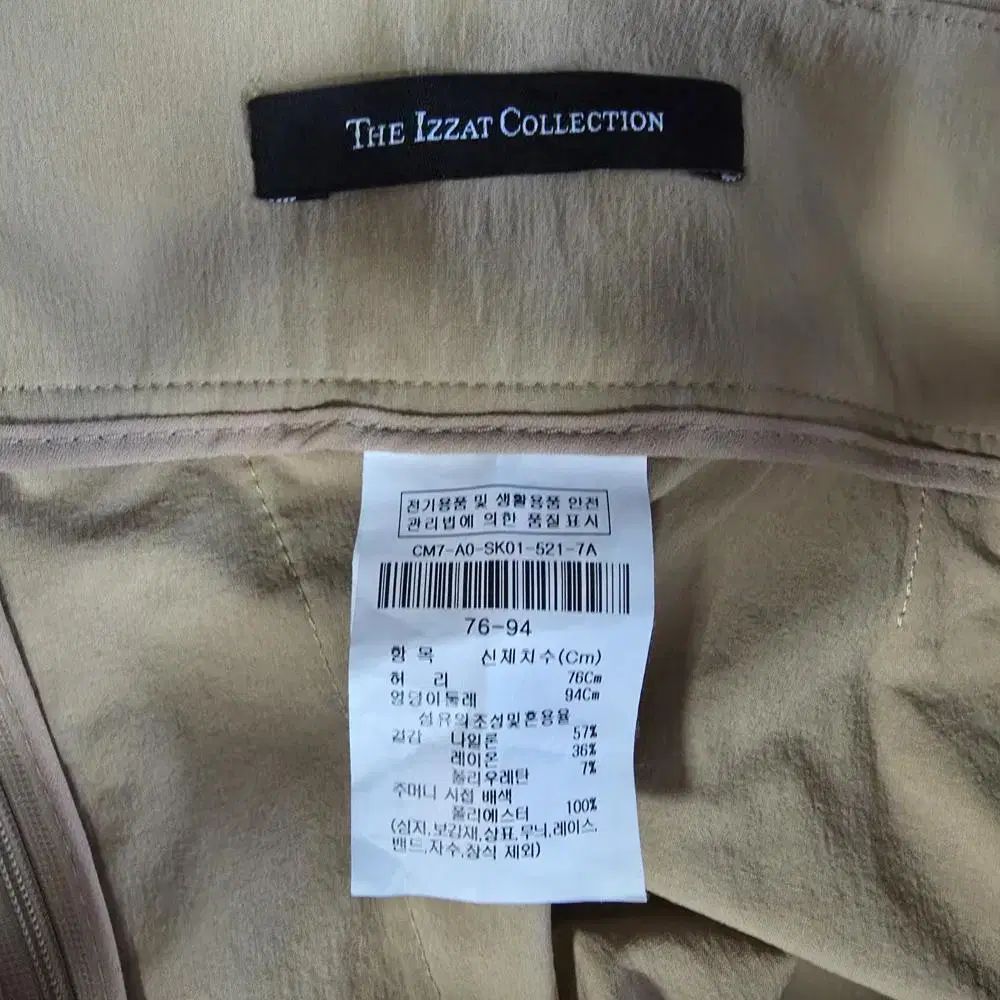 THE IZZAT COLLECTION
전기용품 및 생활용품 안전
관리법에 의한 품질표시
CM7-A0-SK01-521-7A
76-94
항 목 신체치수(Cm)
허 리 76Cm
엉덩이둘레 94Cm
섬유의조성및혼용율
겉감 나일론 57%
레이온 36%
폴리우레탄 7%
주머니 시접 배색
폴리에스터 100%
(심지,보강재,상표,무늬,레이스,
밴드,자수,장식 제외)